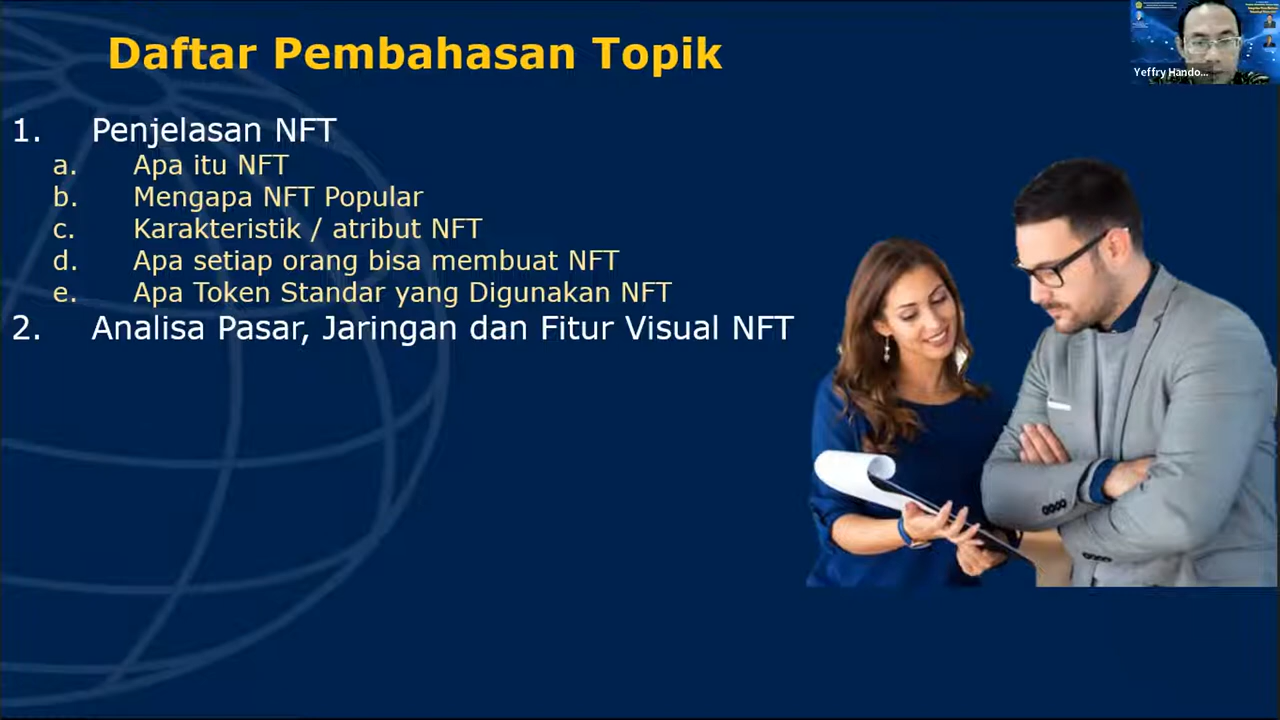 Daftar Pembahasan Topik
Yeffry Hando...
1. Penjelasan NFT
a. Apa itu NFT
b. Mengapa NFT Popular
c. Karakteristik / atribut NFT
d. Apa setiap orang bisa membuat NFT
e. Apa Token Standar yang Digunakan NFT
2. Analisa Pasar, Jaringan dan Fitur Visual NFT